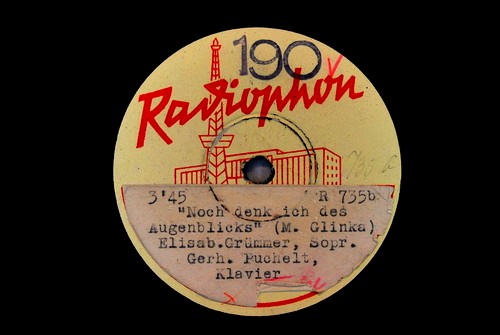 190
Radiophon
3'45 R 735b
"Noch denk ich des
Augenblicks" (M. Glinka)
Elisab.Grümmer, Sopr.
Gerh. Puchelt,
Klavier